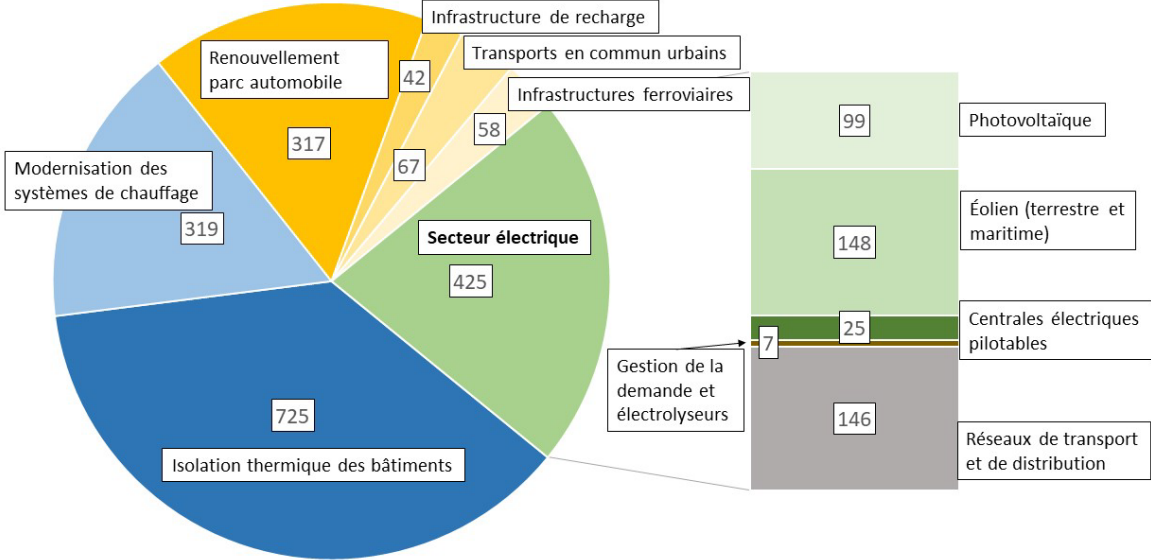 Infrastructure de recharge
42
Transports en commun urbains
67
Infrastructures ferroviaires
58
Renouvellement
parc automobile
317
Modernisation des
systèmes de chauffage
319
Secteur électrique
425
725
Isolation thermique des bâtiments
99
Photovoltaïque
148
Éolien (terrestre et
maritime)
25
Centrales électriques
pilotables
7
Gestion de la
demande et
électrolyseurs
146
Réseaux de transport
et de distribution